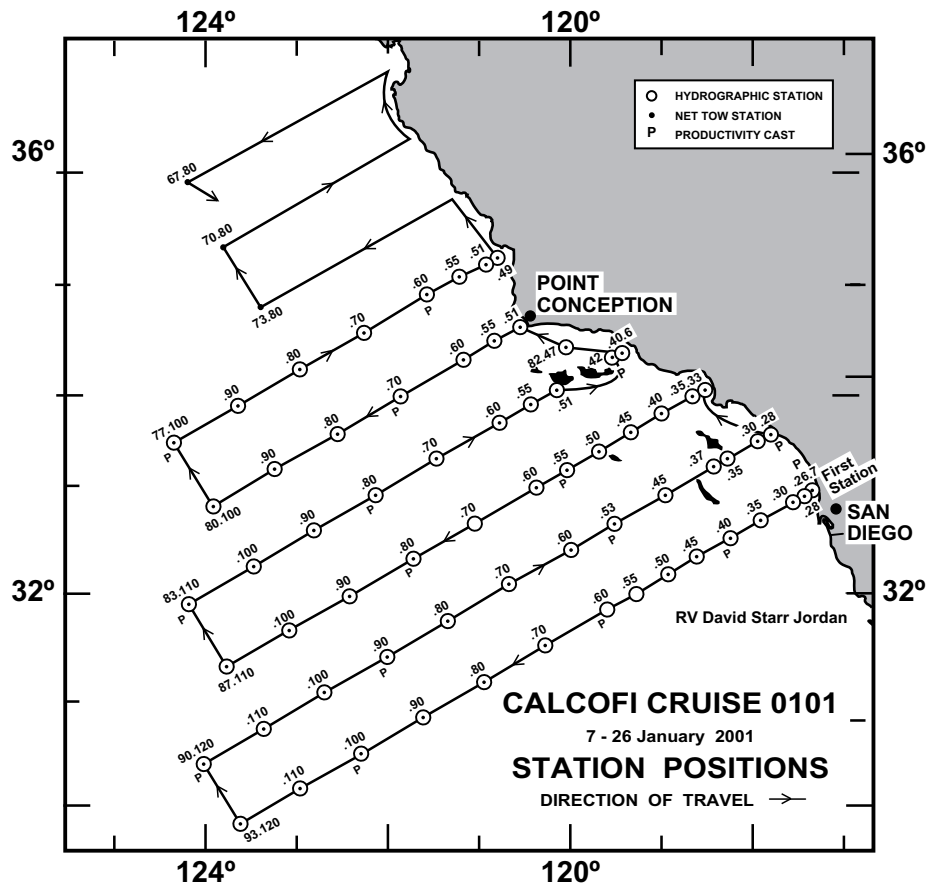 124º 120º
36º 36º
HYDROGRAPHIC STATION
NET TOW STATION
P PRODUCTIVITY CAST
67.80
70.80
73.80
77.100 .90 .80 .70 .60 .55 .51 .49
P P
POINT
CONCEPTION
80.100 .90 .80 .70 .60 .55 .51
P
82.47 .42 .40.6
P
83.110 .100 .90 .80 .70 .60 .55 .51
P P
87.110 .100 .90 .80 .70 .60 .55 .50 .45 .40 .35 .33
P P
90.120 .110 .100 .90 .80 .70 .60 .53 .45 .37 .35 .30 .28
P P P P
93.120 .110 .100 .90 .80 .70 .60 .55 .50 .45 .40 .35 .30 .28 .26.7
P P P P
First
Station
SAN
DIEGO
32º 32º
RV David Starr Jordan
CALCOFI CRUISE 0101
7 - 26 January 2001
STATION POSITIONS
DIRECTION OF TRAVEL
124º 120º